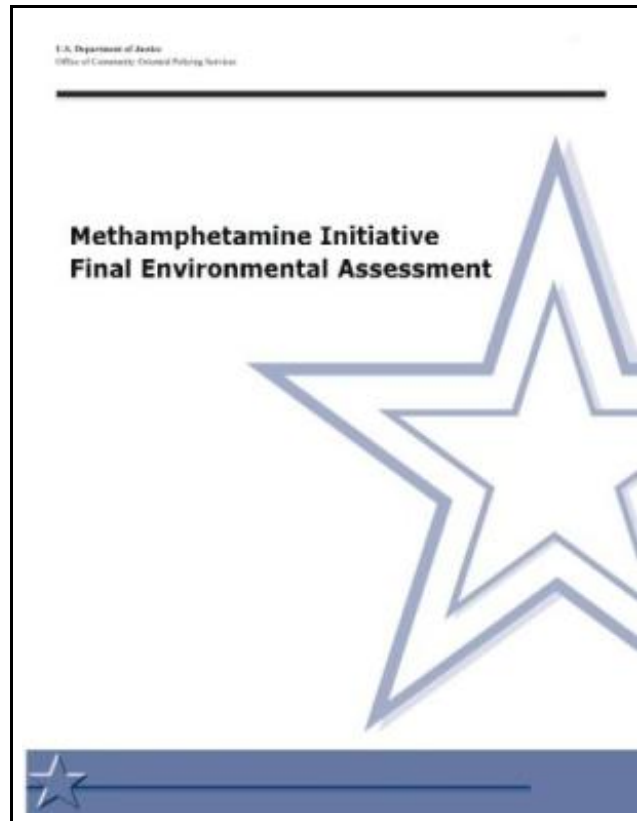 U.S. Department of Justice
Office of Community Oriented Policing Services
Methamphetamine Initiative
Final Environmental Assessment